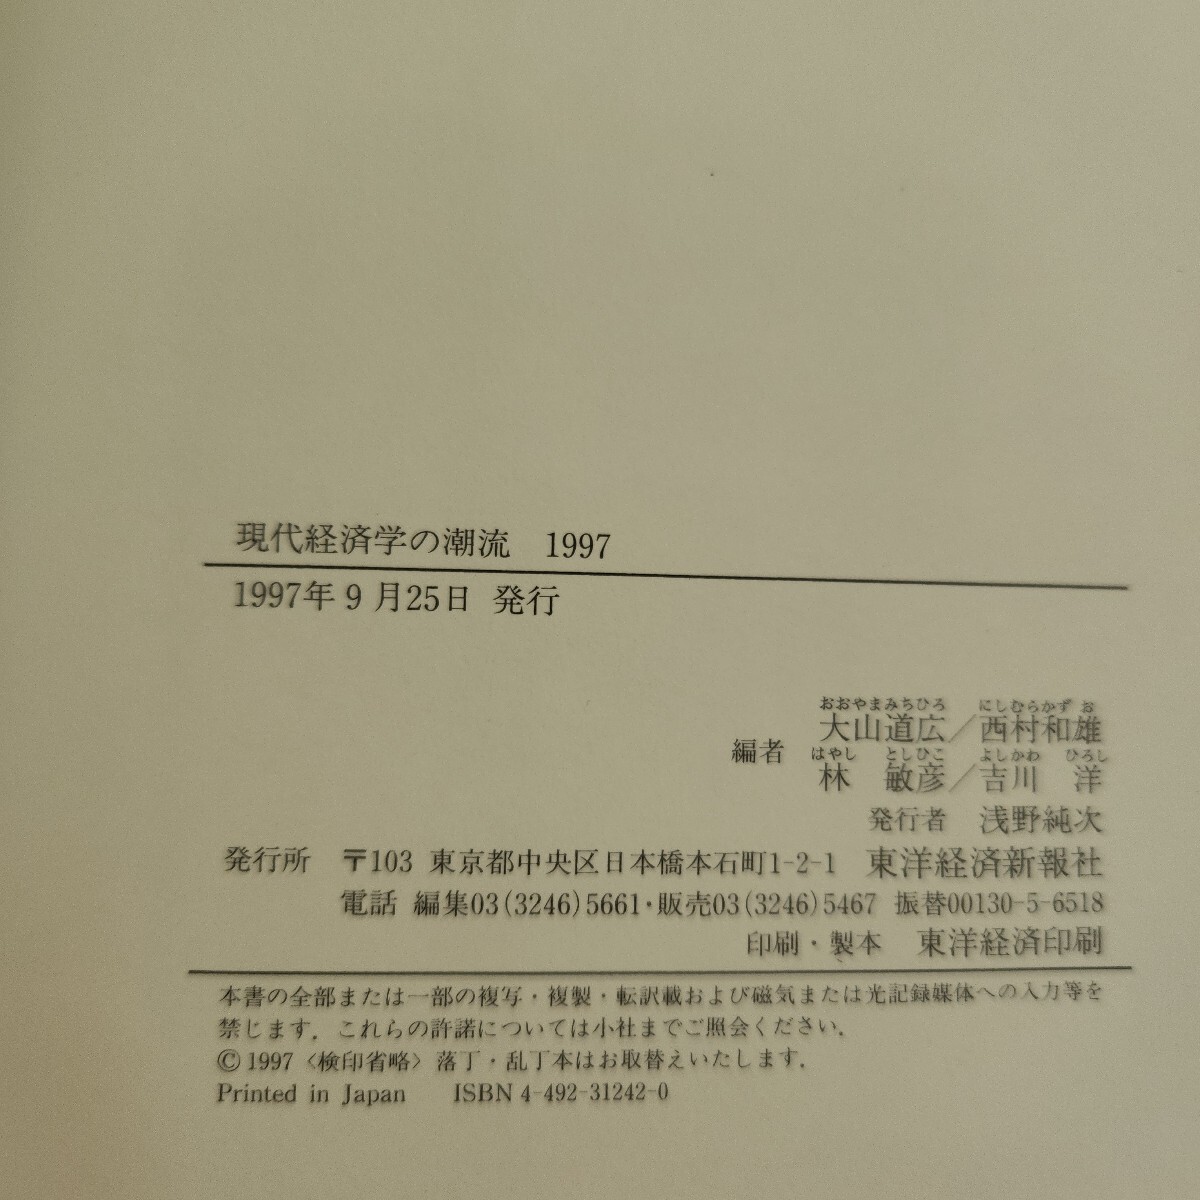 現代経済学の潮流　1997
1997年9月25日 発行
おおやまみちひろ　にしむらかずお
大山道広／西村和雄
編者
はやし　としひこ　よしかわ　ひろし
林　敏彦／吉川　洋
発行者　浅野純次
発行所　〒103 東京都中央区日本橋本石町1-2-1　東洋経済新報社
電話 編集03(3246)5661・販売03(3246)5467 振替00130-5-6518
印刷・製本　東洋経済印刷
本書の全部または一部の複写・複製・転訳載および磁気または光記録媒体への入力等を
禁じます．これらの許諾については小社までご照会ください．
©1997〈検印省略〉落丁・乱丁本はお取替えいたします．
Printed in Japan　ISBN 4-492-31242-0